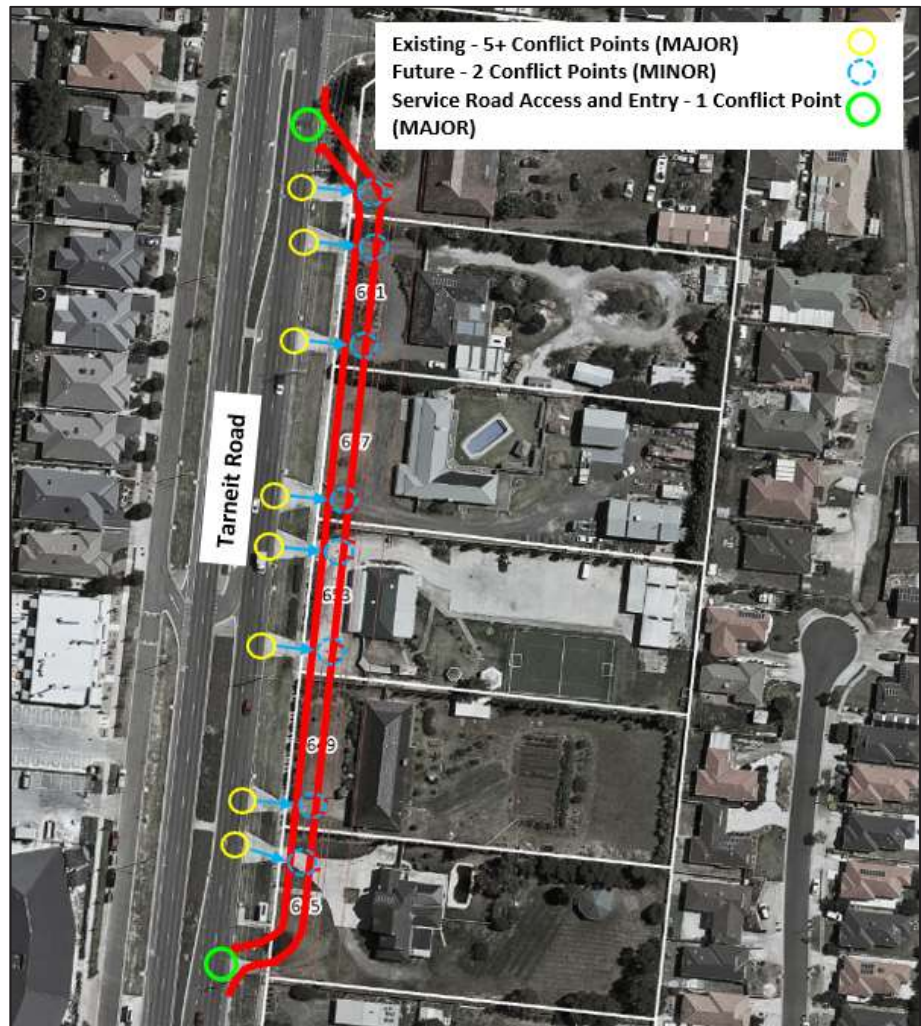 Existing - 5+ Conflict Points (MAJOR)
Future - 2 Conflict Points (MINOR)
Service Road Access and Entry - 1 Conflict Point
(MAJOR)
Tarneit Road